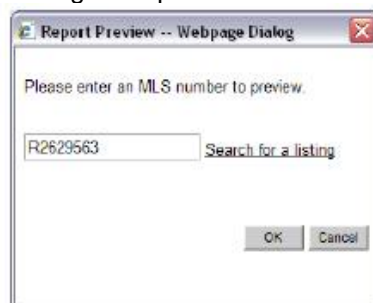 Report Preview -- Webpage Dialog
Please enter an MLS number to preview.
R2629563 Search for a listing
OK Cancel